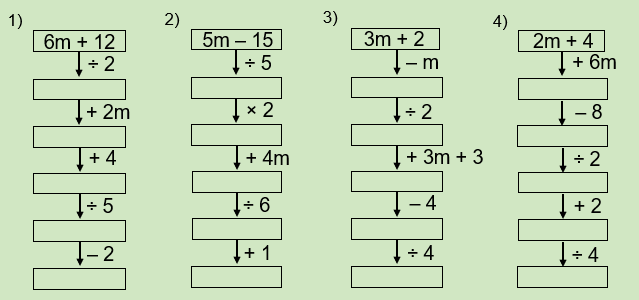 1)
6m + 12
÷ 2
+ 2m
+ 4
÷ 5
– 2
2)
5m – 15
÷ 5
× 2
+ 4m
÷ 6
+ 1
3)
3m + 2
– m
÷ 2
+ 3m + 3
– 4
÷ 4
4)
2m + 4
+ 6m
– 8
÷ 2
+ 2
÷ 4